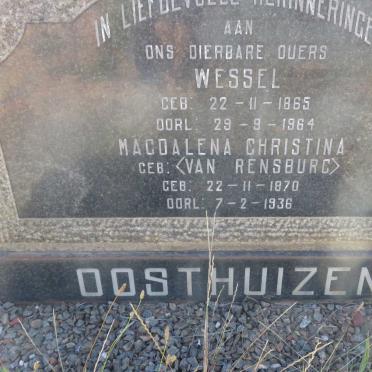 IN LIEFDEVOLLE HERINNERINGE
AAN
ONS DIERBARE OUERS
WESSEL
GEB: 22-11-1865
OORL: 29-9-1964
MAGDALENA CHRISTINA
GEB: <VAN RENSBURG>
GEB: 22-11-1870
OORL: 7-2-1936
OOSTHUIZEN